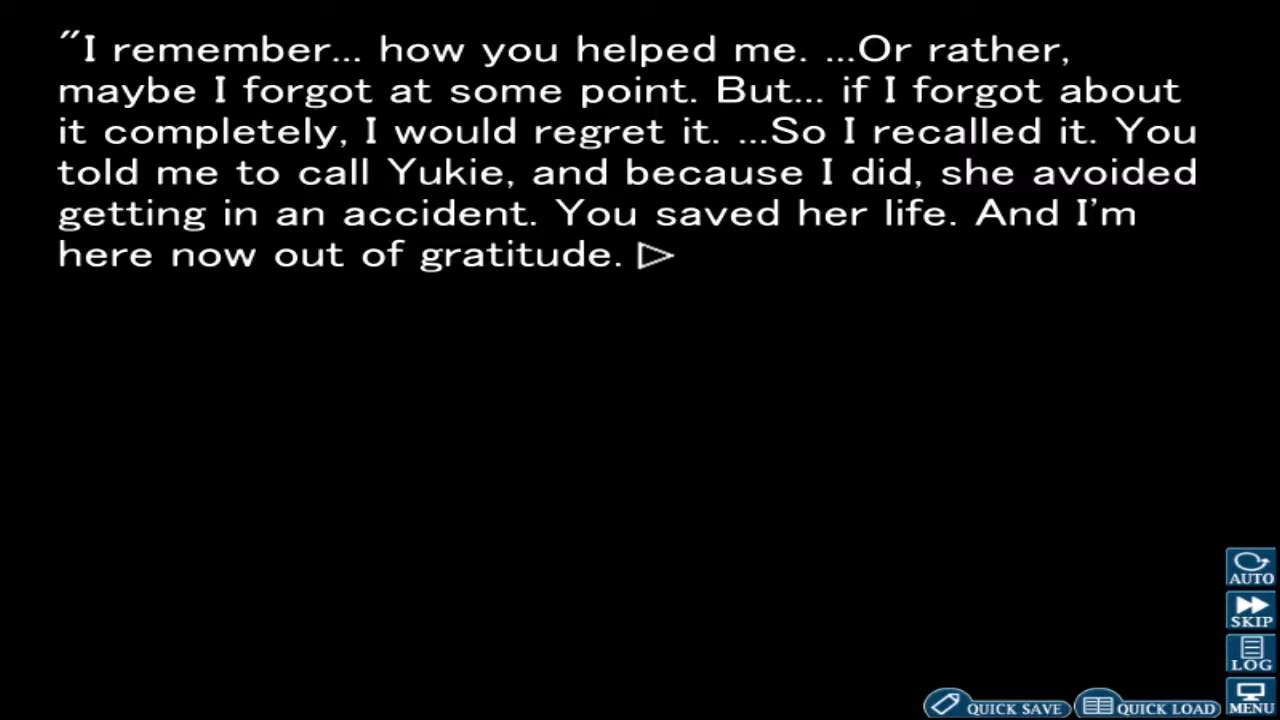 "I remember... how you helped me. ...Or rather,
maybe I forgot at some point. But... if I forgot about
it completely, I would regret it. ...So I recalled it. You
told me to call Yukie, and because I did, she avoided
getting in an accident. You saved her life. And I'm
here now out of gratitude.
AUTO
SKIP
LOG
MENU
QUICK SAVE
QUICK LOAD